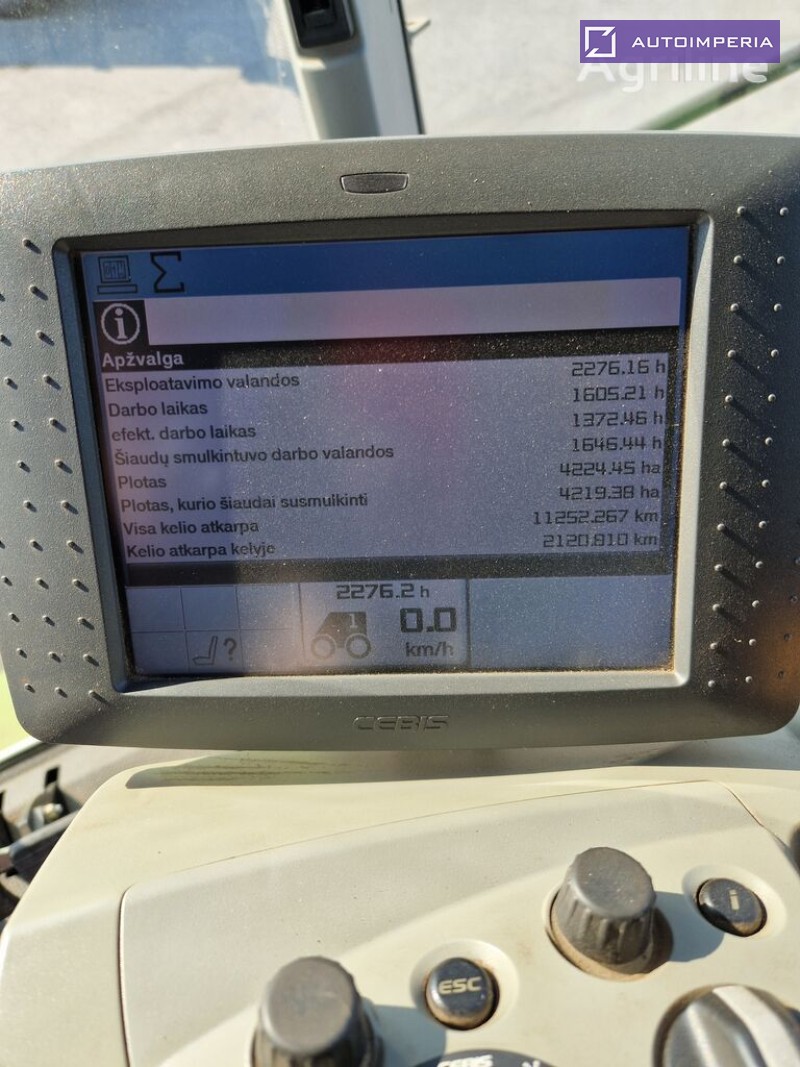 AUTOIMPERIA
Agriline
Apžvalga
Eksploatavimo valandos 2276.16 h
Darbo laikas 1605.21 h
efekt. darbo laikas 1372.46 h
Šiaudų smulkintuvo darbo valandos 1646.44 h
Plotas 4224.45 ha
Plotas, kurio šiaudai susmulkinti 4219.38 ha
Visa kelio atkarpa 11252.267 km
Kelio atkarpa kelyje 2120.810 km
2276.2 h
1 0.0
? km/h
CEBIS
i
ESC
CEBIS